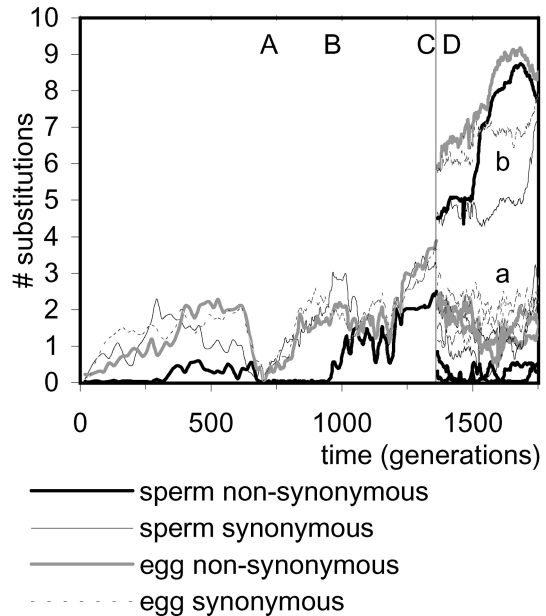 10
9
8
7
6
5
4
3
2
1
0
# substitutions
A B C D
b
a
0 500 1000 1500
time (generations)
sperm non-synonymous
sperm synonymous
egg non-synonymous
egg synonymous